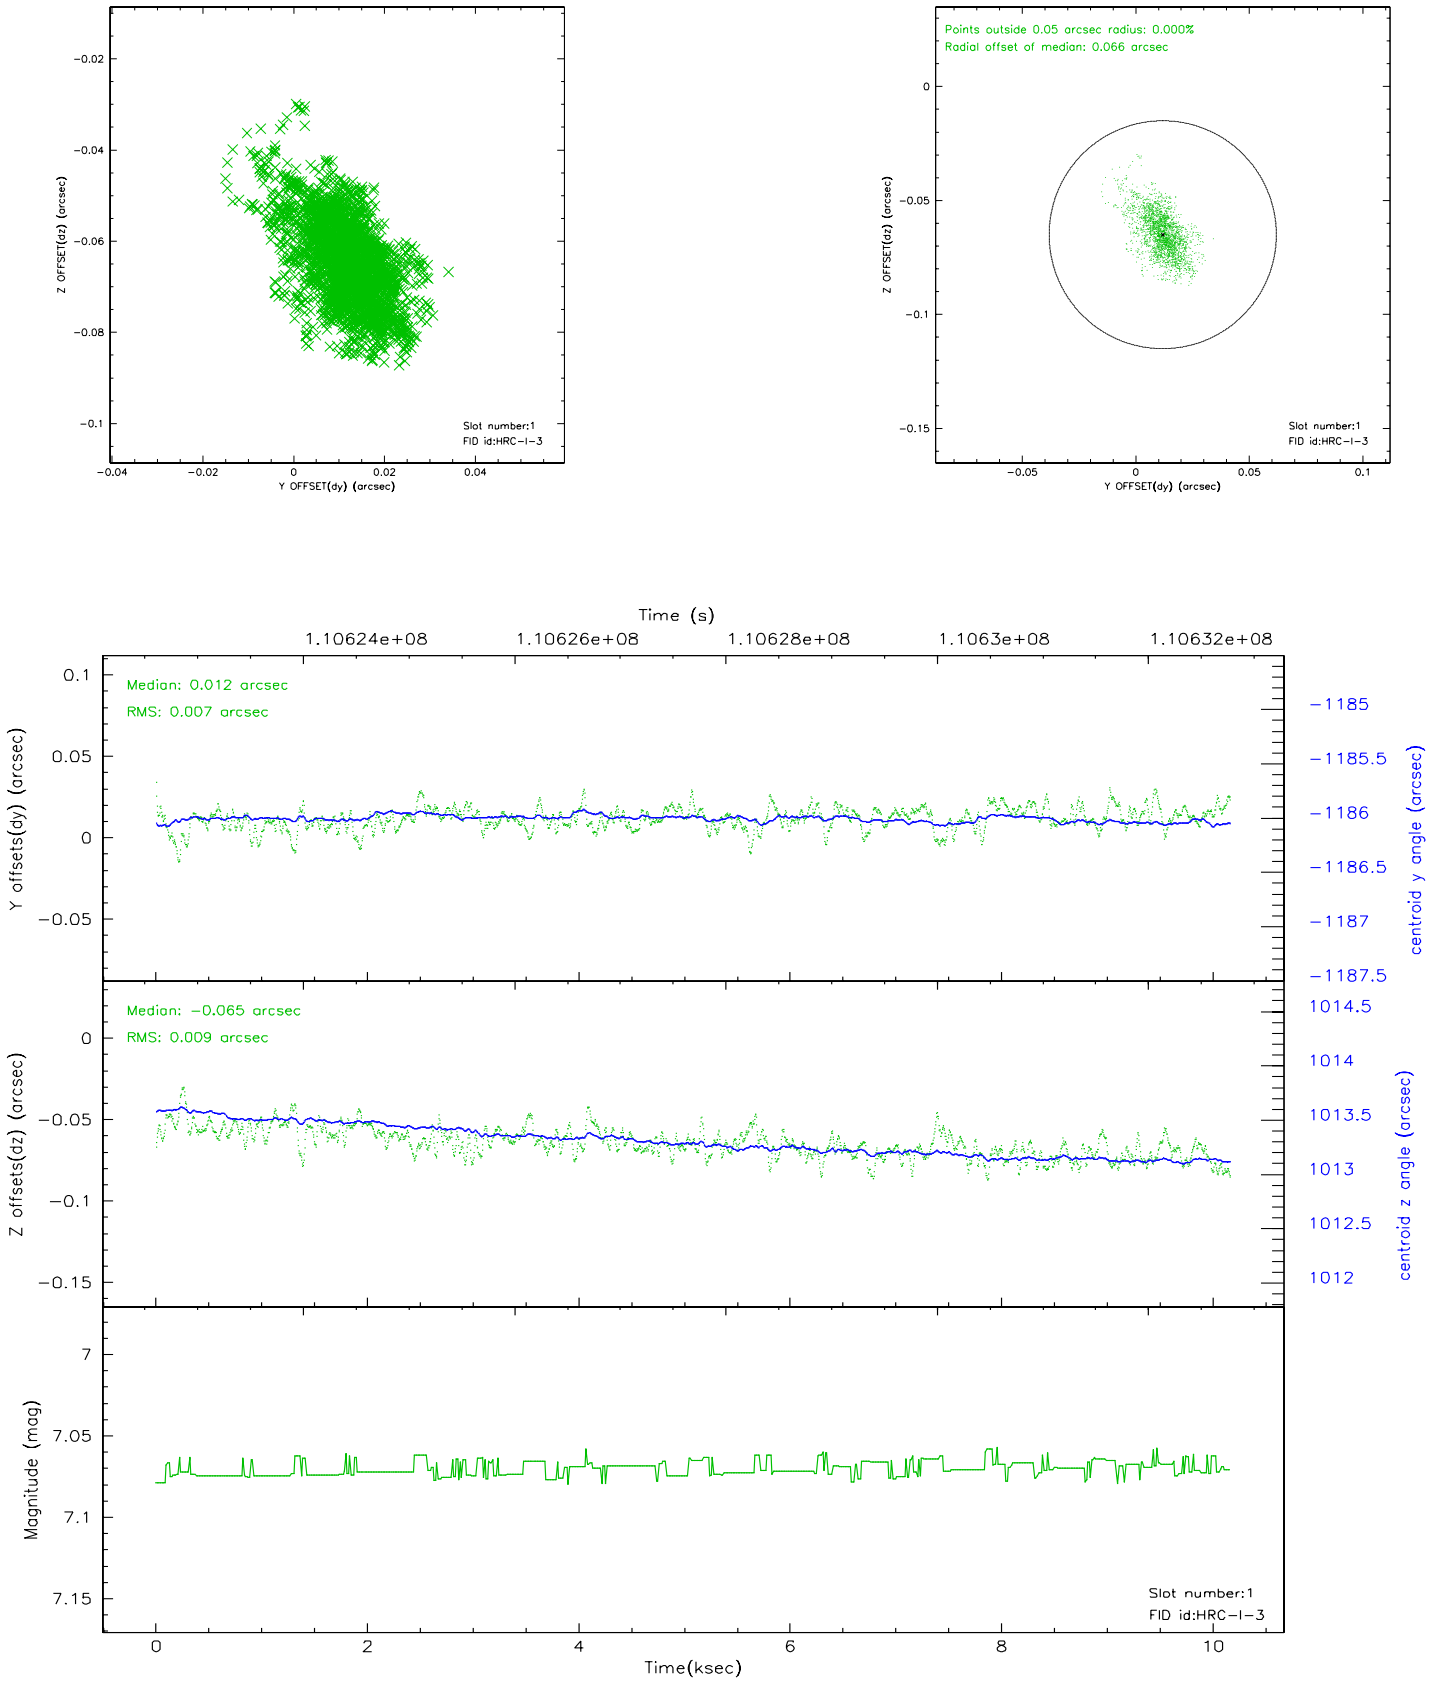 -0.02
-0.04
-0.06
-0.08
-0.1
Z OFFSET(dz) (arcsec)
Slot number:1
FID id:HRC-I-3
-0.04 -0.02 0 0.02 0.04
Y OFFSET(dy) (arcsec)
Points outside 0.05 arcsec radius: 0.000%
Radial offset of median: 0.066 arcsec
0
-0.05
-0.1
-0.15
Z OFFSET(dz) (arcsec)
Slot number:1
FID id:HRC-I-3
-0.05 0 0.05 0.1
Y OFFSET(dy) (arcsec)
Time (s)
1.10624e+08 1.10626e+08 1.10628e+08 1.1063e+08 1.10632e+08
Median: 0.012 arcsec
RMS: 0.007 arcsec
0.1
0.05
0
-0.05
Y offsets(dy) (arcsec)
-1185
-1185.5
-1186
-1186.5
-1187
-1187.5
centroid y angle (arcsec)
Median: -0.065 arcsec
RMS: 0.009 arcsec
0
-0.05
-0.1
-0.15
Z offsets(dz) (arcsec)
1014.5
1014
1013.5
1013
1012.5
1012
centroid z angle (arcsec)
7
7.05
7.1
7.15
Magnitude (mag)
Slot number:1
FID id:HRC-I-3
0 2 4 6 8 10
Time(ksec)